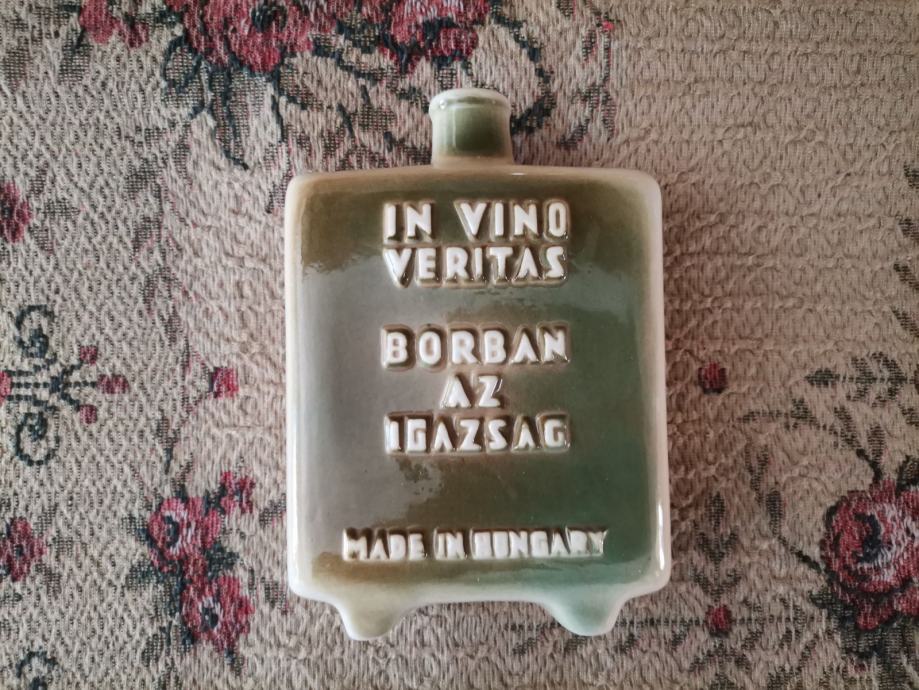 IN VINO
VERITAS
BORBAN
AZ
IGAZSAG
MADE IN HUNGARY